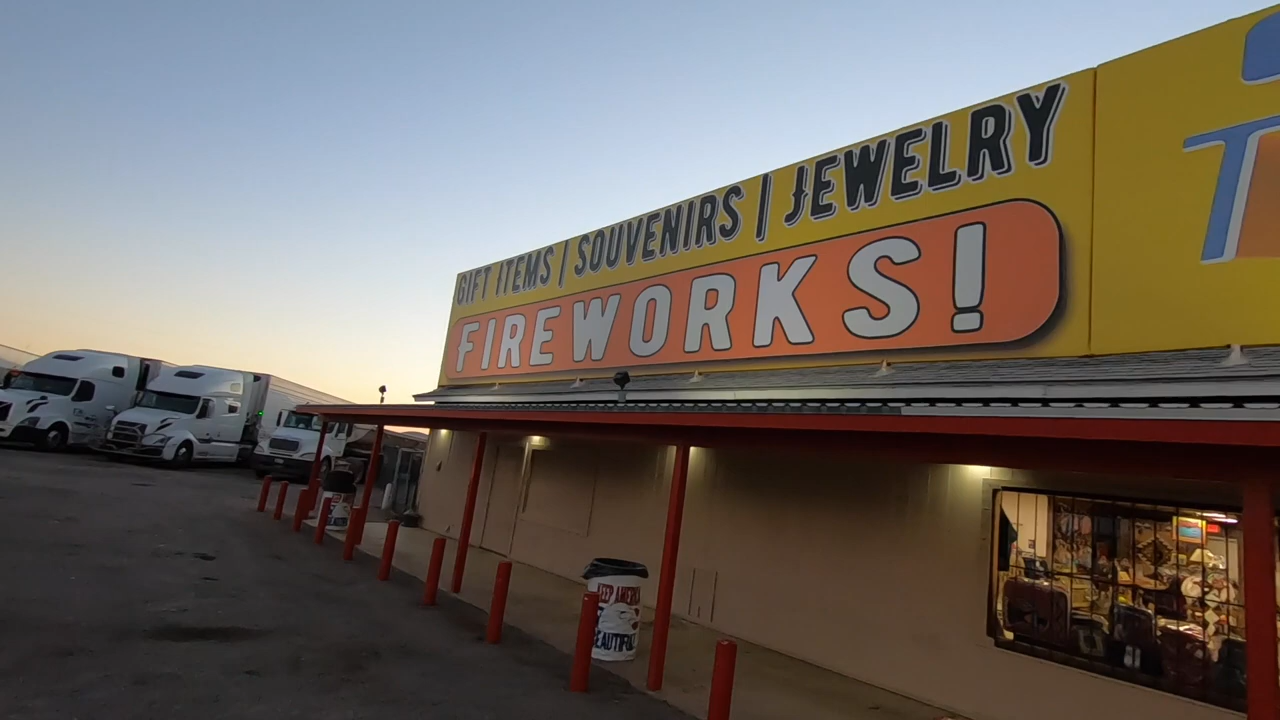 GIFT ITEMS | SOUVENIRS | JEWELRY
FIREWORKS!
T
KEEP AMERICA
BEAUTIFUL